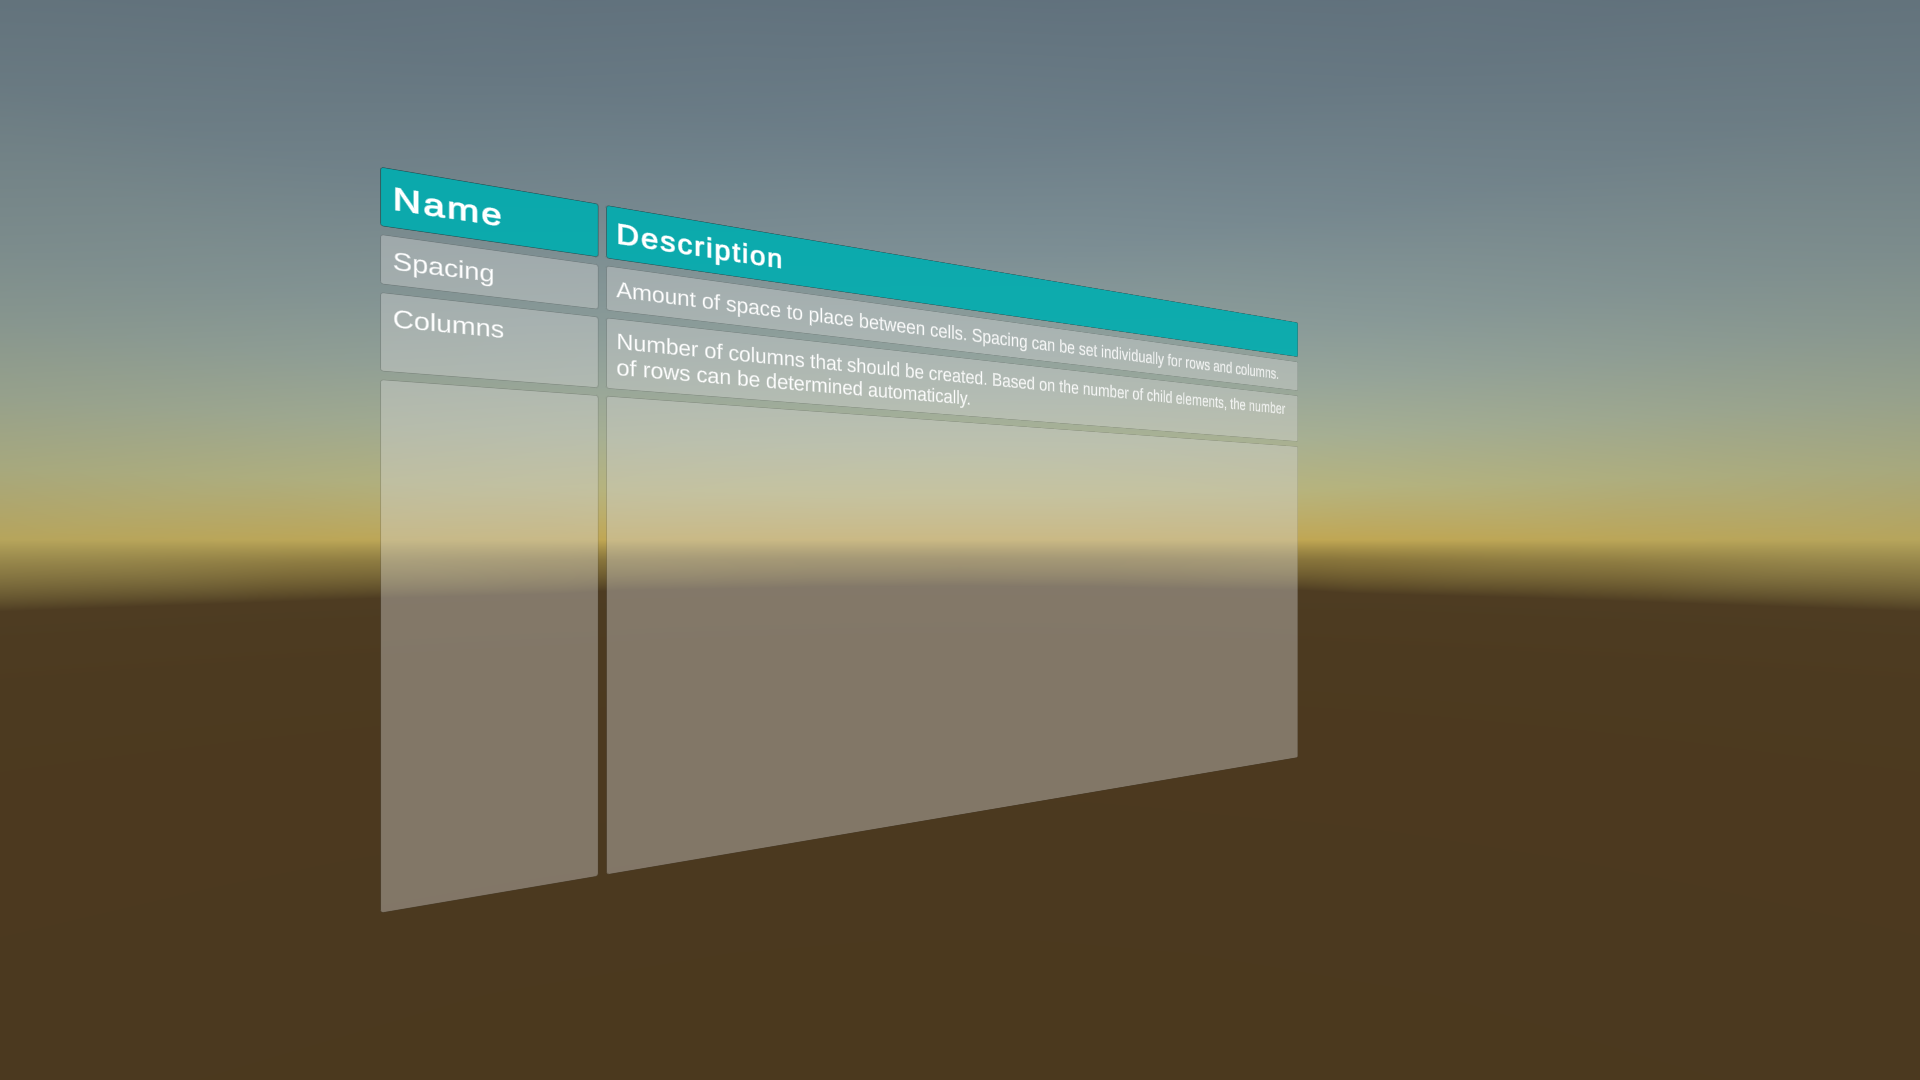 Name
Description
Spacing
Amount of space to place between cells. Spacing can be set individually for rows and columns.
Columns
Number of columns that should be created. Based on the number of child elements, the number
of rows can be determined automatically.